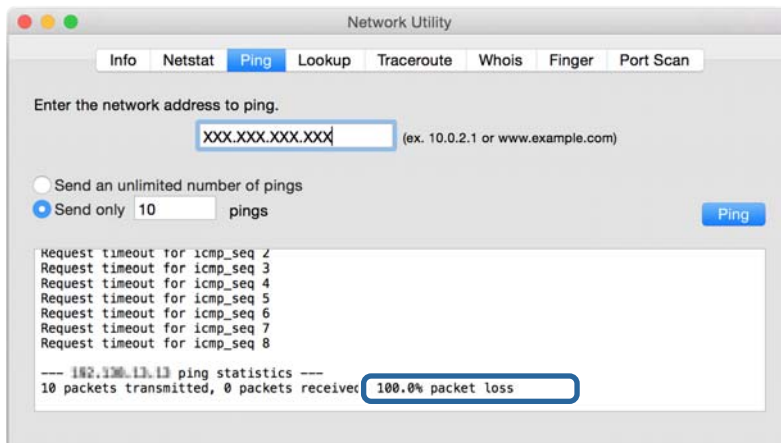 Network Utility
Info Netstat Ping Lookup Traceroute Whois Finger Port Scan
Enter the network address to ping.
XXX.XXX.XXX.XXX (ex. 10.0.2.1 or www.example.com)
Send an unlimited number of pings
Send only 10 pings
Ping
Request timeout for icmp_seq 2
Request timeout for icmp_seq 3
Request timeout for icmp_seq 4
Request timeout for icmp_seq 5
Request timeout for icmp_seq 6
Request timeout for icmp_seq 7
Request timeout for icmp_seq 8
--- ping statistics ---
10 packets transmitted, 0 packets received 100.0% packet loss